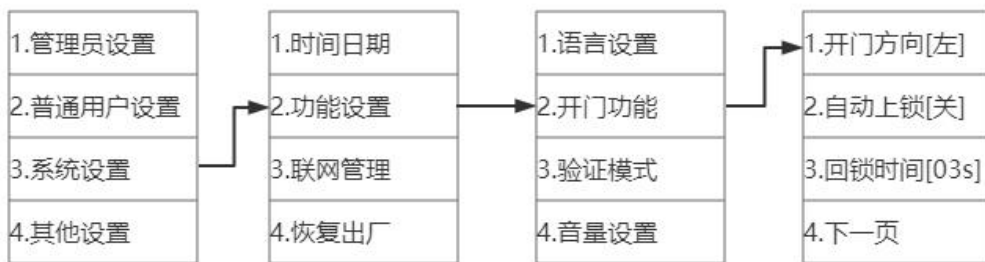 1.管理员设置
2.普通用户设置
3.系统设置
4.其他设置
1.时间日期
2.功能设置
3.联网管理
4.恢复出厂
1.语言设置
2.开门功能
3.验证模式
4.音量设置
1.开门方向[左]
2.自动上锁[关]
3.回锁时间[03s]
4.下一页